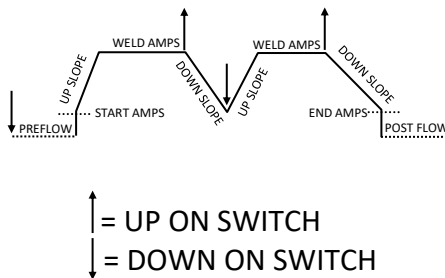 WELD AMPS
WELD AMPS
UP SLOPE
DOWN SLOPE
UP SLOPE
DOWN SLOPE
START AMPS
END AMPS
PREFLOW
POST FLOW
= UP ON SWITCH
= DOWN ON SWITCH